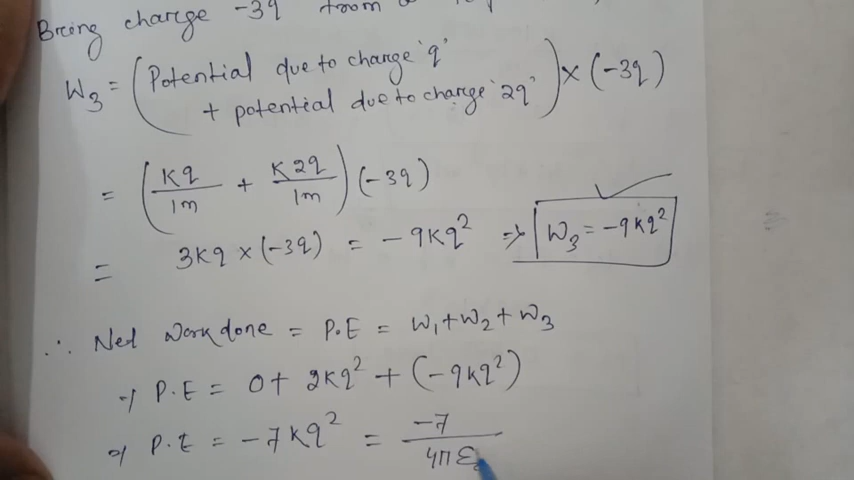 Bring charge -3q from a
W3 = (Potential due to charge 'q'
+ potential due to charge '2q') × (-3q)
= (Kq/1m + K2q/1m) (-3q)
= 3Kq × (-3q) = -9Kq² ⇒ W3 = -9Kq²
∴ Net work done = P.E = W1 + W2 + W3
⇒ P.E = 0 + 2Kq² + (-9Kq²)
⇒ P.E = -7Kq² = -7/4πε